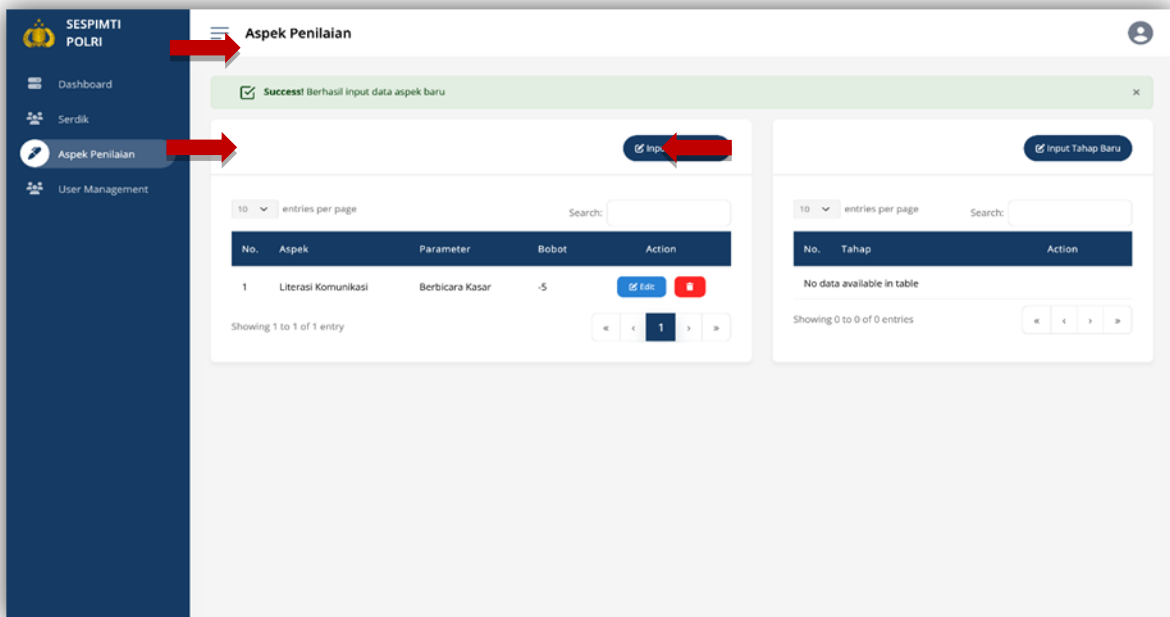 SESPIMTI
POLRI
Dashboard
Serdik
Aspek Penilaian
User Management
Aspek Penilaian
Success! Berhasil input data aspek baru ×
Input Tahap Baru
10 entries per page Search:
No. Aspek Parameter Bobot Action
1 Literasi Komunikasi Berbicara Kasar -5 Edit
Showing 1 to 1 of 1 entry « ‹ 1 › »
10 entries per page Search:
No. Tahap Action
No data available in table
Showing 0 to 0 of 0 entries « ‹ › »